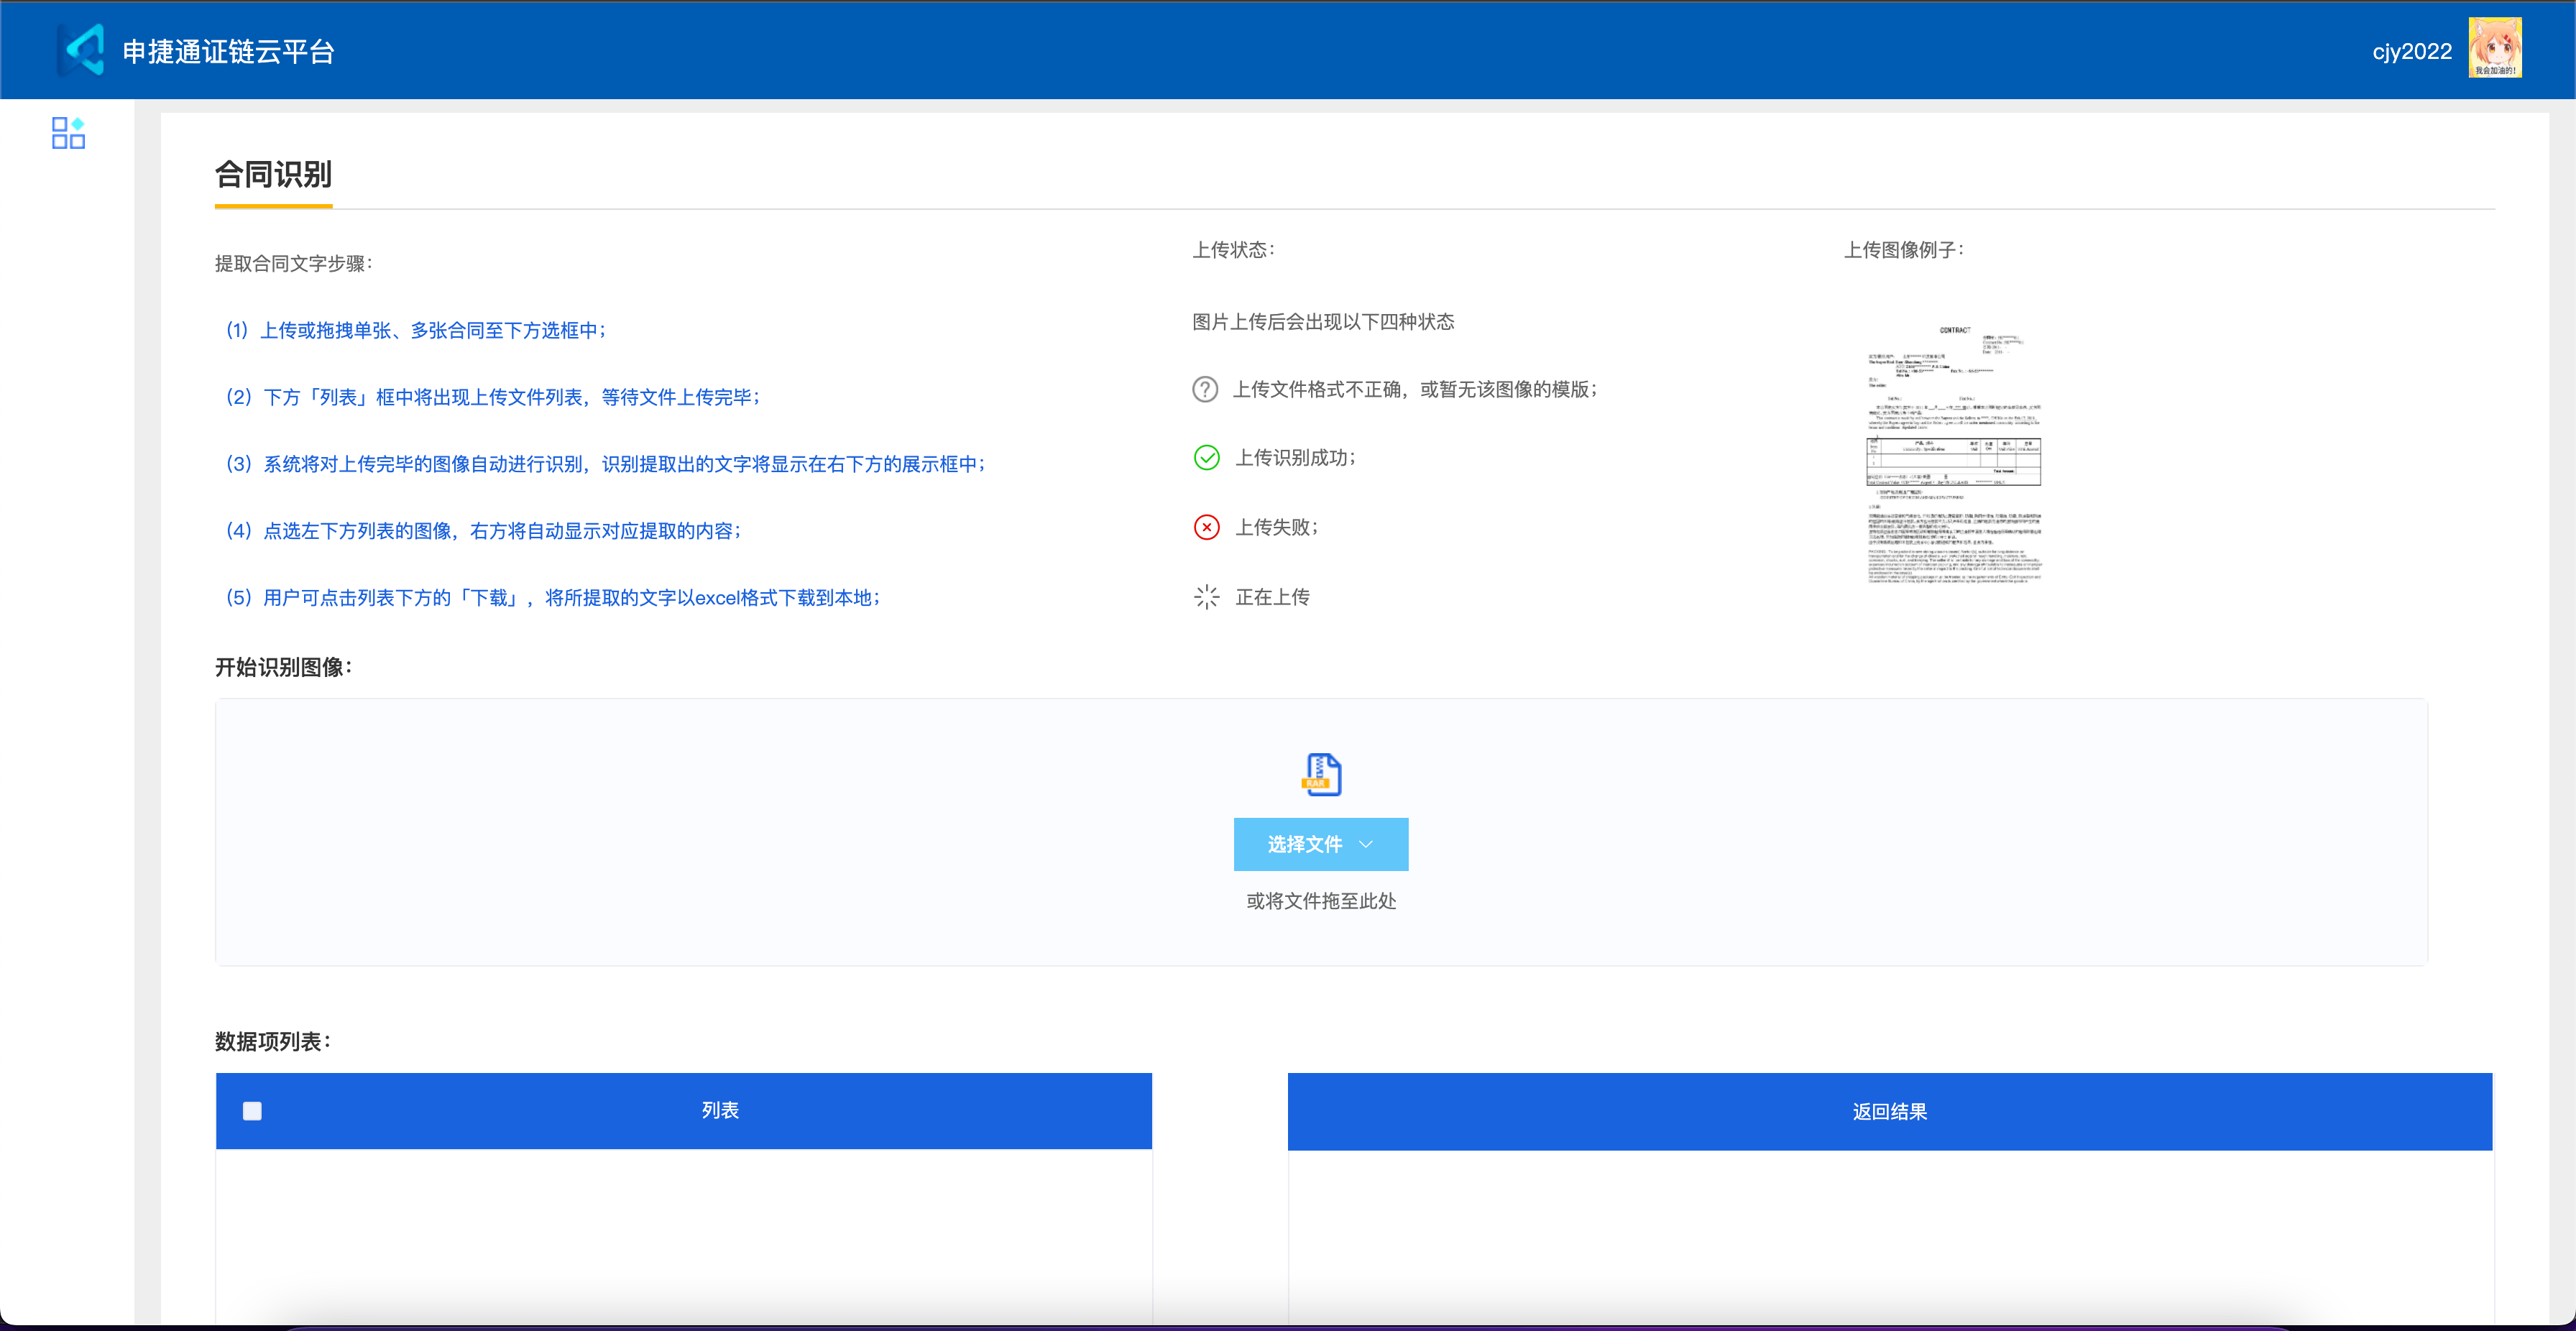 申捷通证链云平台
cjy2022
我会加油的!
合同识别
提取合同文字步骤:
(1) 上传或拖拽单张、多张合同至下方选框中;
(2) 下方「列表」框中将出现上传文件列表，等待文件上传完毕;
(3) 系统将对上传完毕的图像自动进行识别，识别提取出的文字将显示在右下方的展示框中;
(4) 点选左下方列表的图像，右方将自动显示对应提取的内容;
(5) 用户可点击列表下方的「下载」，将所提取的文字以excel格式下载到本地;
上传状态:
图片上传后会出现以下四种状态
上传文件格式不正确，或暂无该图像的模版;
上传识别成功;
上传失败;
正在上传
上传图像例子:
CONTRACT
开始识别图像:
RAR
选择文件
或将文件拖至此处
数据项列表:
列表
返回结果